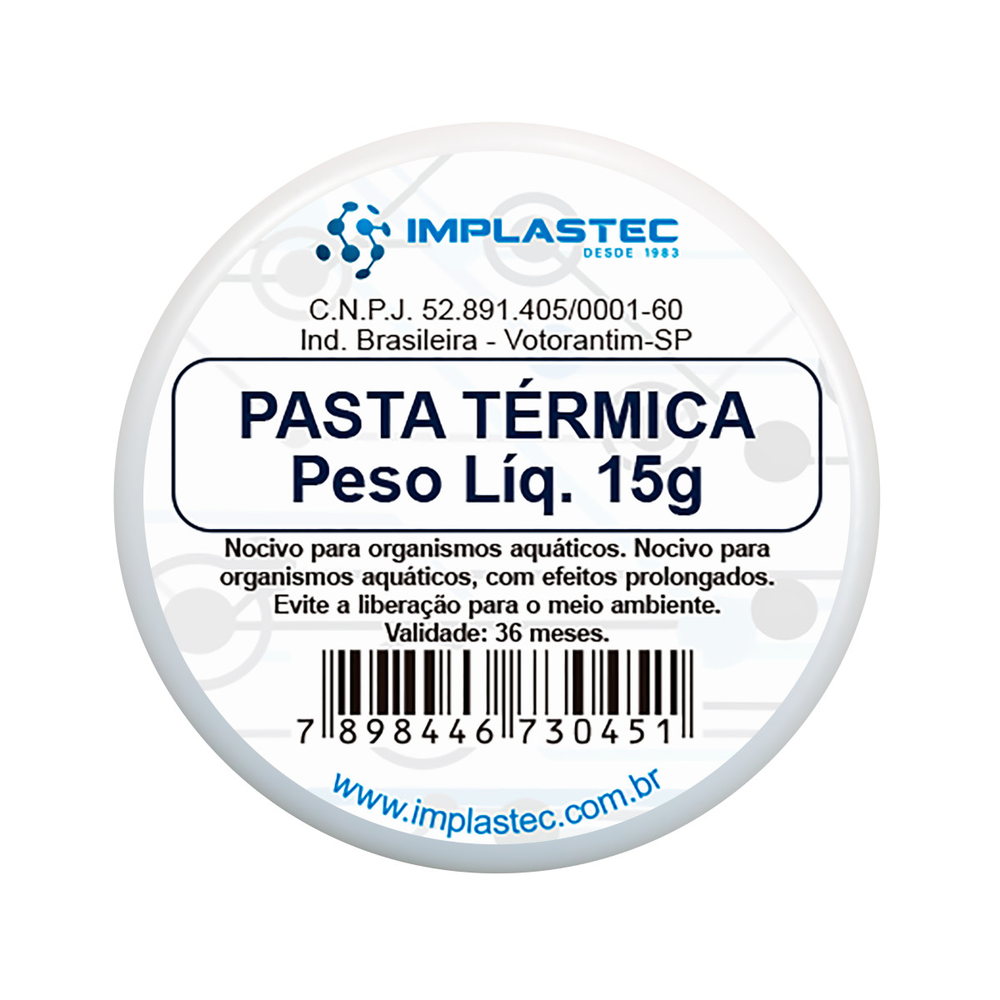 IMPLASTEC
DESDE 1983
C.N.P.J. 52.891.405/0001-60
Ind. Brasileira - Votorantim-SP
PASTA TÉRMICA
Peso Líq. 15g
Nocivo para organismos aquáticos. Nocivo para
organismos aquáticos, com efeitos prolongados.
Evite a liberação para o meio ambiente.
Validade: 36 meses.
7 898446 730451
www.implastec.com.br